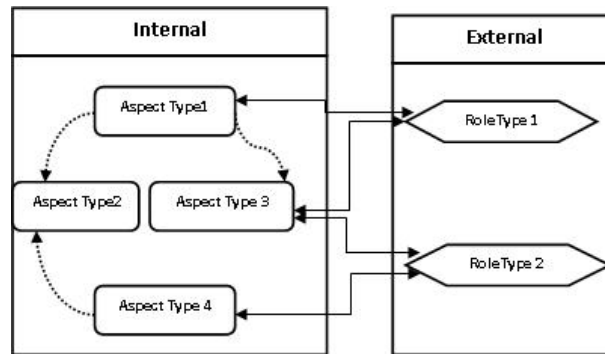 Internal
External
Aspect Type1
RoleType 1
Aspect Type2
Aspect Type 3
RoleType 2
Aspect Type 4